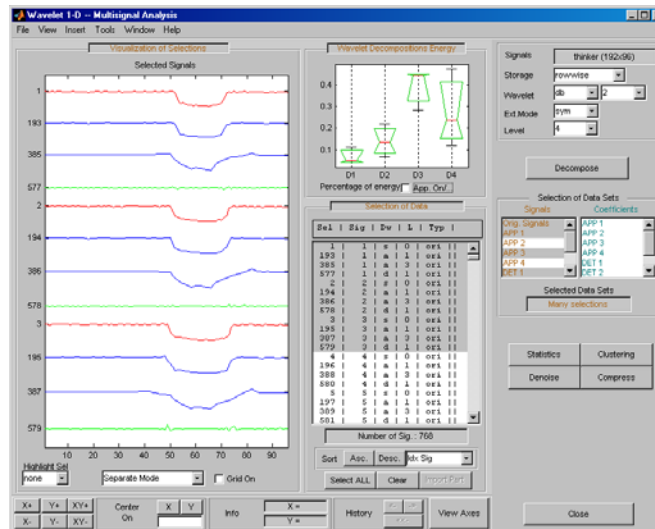 Wavelet 1-D -- Multisignal Analysis
File View Insert Tools Window Help
Visualization of Selections
Selected Signals
1
193
385
577
2
194
386
578
3
195
387
579
10 20 30 40 50 60 70 80 90
Highlight Sel
none
Separate Mode
Grid On
Wavelet Decompositions Energy
0.4
0.3
0.2
0.1
D1 D2 D3 D4
Percentage of energy
App. On/
Selection of Data
Sel | Sig | Dw | L | Typ |
1 | 1 | s | 0 | ori ||
193 | 1 | a | 1 | ori ||
385 | 1 | a | 3 | ori ||
577 | 1 | d | 1 | ori ||
2 | 2 | s | 0 | ori ||
194 | 2 | a | 1 | ori ||
386 | 2 | a | 3 | ori ||
578 | 2 | d | 1 | ori ||
3 | 3 | s | 0 | ori ||
195 | 3 | a | 1 | ori ||
387 | 3 | a | 3 | ori ||
579 | 3 | d | 1 | ori ||
4 | 4 | s | 0 | ori ||
196 | 4 | a | 1 | ori ||
388 | 4 | a | 3 | ori ||
580 | 4 | d | 1 | ori ||
5 | 5 | s | 0 | ori ||
197 | 5 | a | 1 | ori ||
389 | 5 | a | 3 | ori ||
581 | 5 | d | 1 | ori ||
Number of Sig. : 768
Sort Asc. Desc. Idx Sig
Select ALL Clear Import Part
Signals thinker (192x96)
Storage rowwise
Wavelet db 2
Ext.Mode sym
Level 4
Decompose
Selection of Data Sets
Signals Coefficients
Orig. Signals
APP 1
APP 2
APP 3
APP 4
DET 1
APP 1
APP 2
APP 3
APP 4
DET 1
DET 2
Selected Data Sets
Many selections
Statistics Clustering
Denoise Compress
X+ Y+ XY+
X- Y- XY-
Center On X Y
Info X =
Y =
History
View Axes
Close